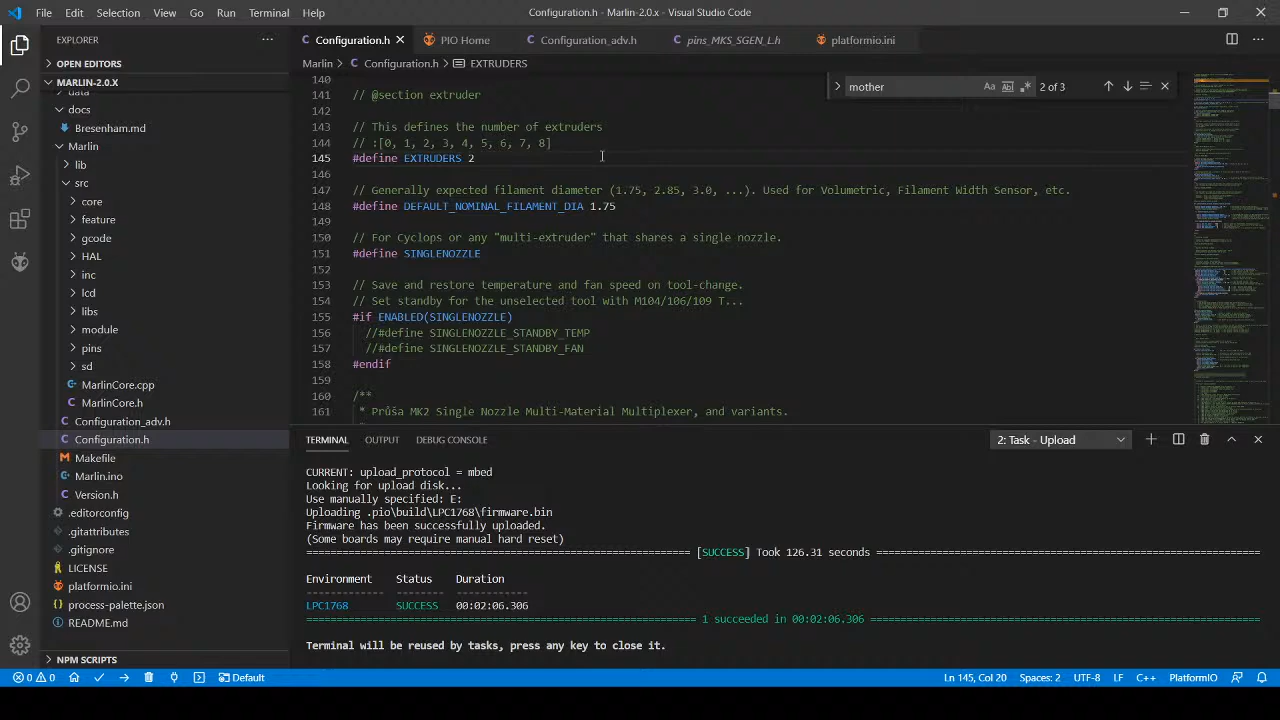 File Edit Selection View Go Run Terminal Help
Configuration.h - Marlin-2.0.x - Visual Studio Code
EXPLORER
OPEN EDITORS
MARLIN-2.0.X
data
docs
Bresenham.md
Marlin
lib
src
core
feature
gcode
HAL
inc
lcd
libs
module
pins
sd
MarlinCore.cpp
MarlinCore.h
Configuration_adv.h
Configuration.h
Makefile
Marlin.ino
Version.h
.editorconfig
.gitattributes
.gitignore
LICENSE
platformio.ini
process-palette.json
README.md
NPM SCRIPTS
Configuration.h PIO Home Configuration_adv.h pins_MKS_SGEN_L.h platformio.ini
Marlin > Configuration.h > EXTRUDERS
mother Aa Ab 2 of 3
140
141 // @section extruder
142
143 // This defines the number of extruders
144 // :[0, 1, 2, 3, 4, 5, 6, 7, 8]
145 #define EXTRUDERS 2
146
147 // Generally expected filament diameter (1.75, 2.85, 3.0, ...). Used for Volumetric, Filament Width Sensor, etc.
148 #define DEFAULT_NOMINAL_FILAMENT_DIA 1.75
149
150 // For Cyclops or any "multi-extruder" that shares a single nozzle.
151 #define SINGLENOZZLE
152
153 // Save and restore temperature and fan speed on tool-change.
154 // Set standby for the unselected tool with M104/106/109 T...
155 #if ENABLED(SINGLENOZZLE)
156 //#define SINGLENOZZLE_STANDBY_TEMP
157 //#define SINGLENOZZLE_STANDBY_FAN
158 #endif
159
160 /**
161 * Průša MK2 Single Nozzle Multi-Material Multiplexer, and variants.
TERMINAL OUTPUT DEBUG CONSOLE 2: Task - Upload
CURRENT: upload_protocol = mbed
Looking for upload disk...
Use manually specified: E:
Uploading .pio\build\LPC1768\firmware.bin
Firmware has been successfully uploaded.
(Some boards may require manual hard reset)
[SUCCESS] Took 126.31 seconds
Environment Status Duration
LPC1768 SUCCESS 00:02:06.306
1 succeeded in 00:02:06.306
Terminal will be reused by tasks, press any key to close it.
0 0 Default Ln 145, Col 20 Spaces: 2 UTF-8 LF C++ PlatformIO